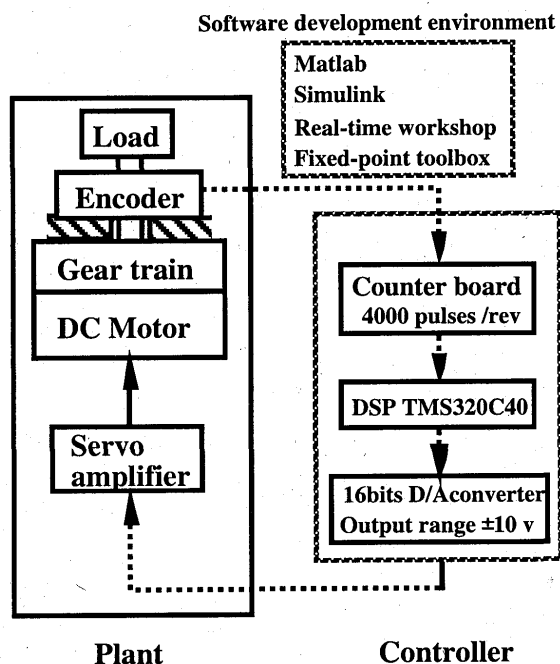 Software development environment
Matlab
Simulink
Real-time workshop
Fixed-point toolbox
Load
Encoder
Gear train
DC Motor
Servo
amplifier
Counter board
4000 pulses /rev
DSP TMS320C40
16bits D/Aconverter
Output range ±10 v
Plant
Controller